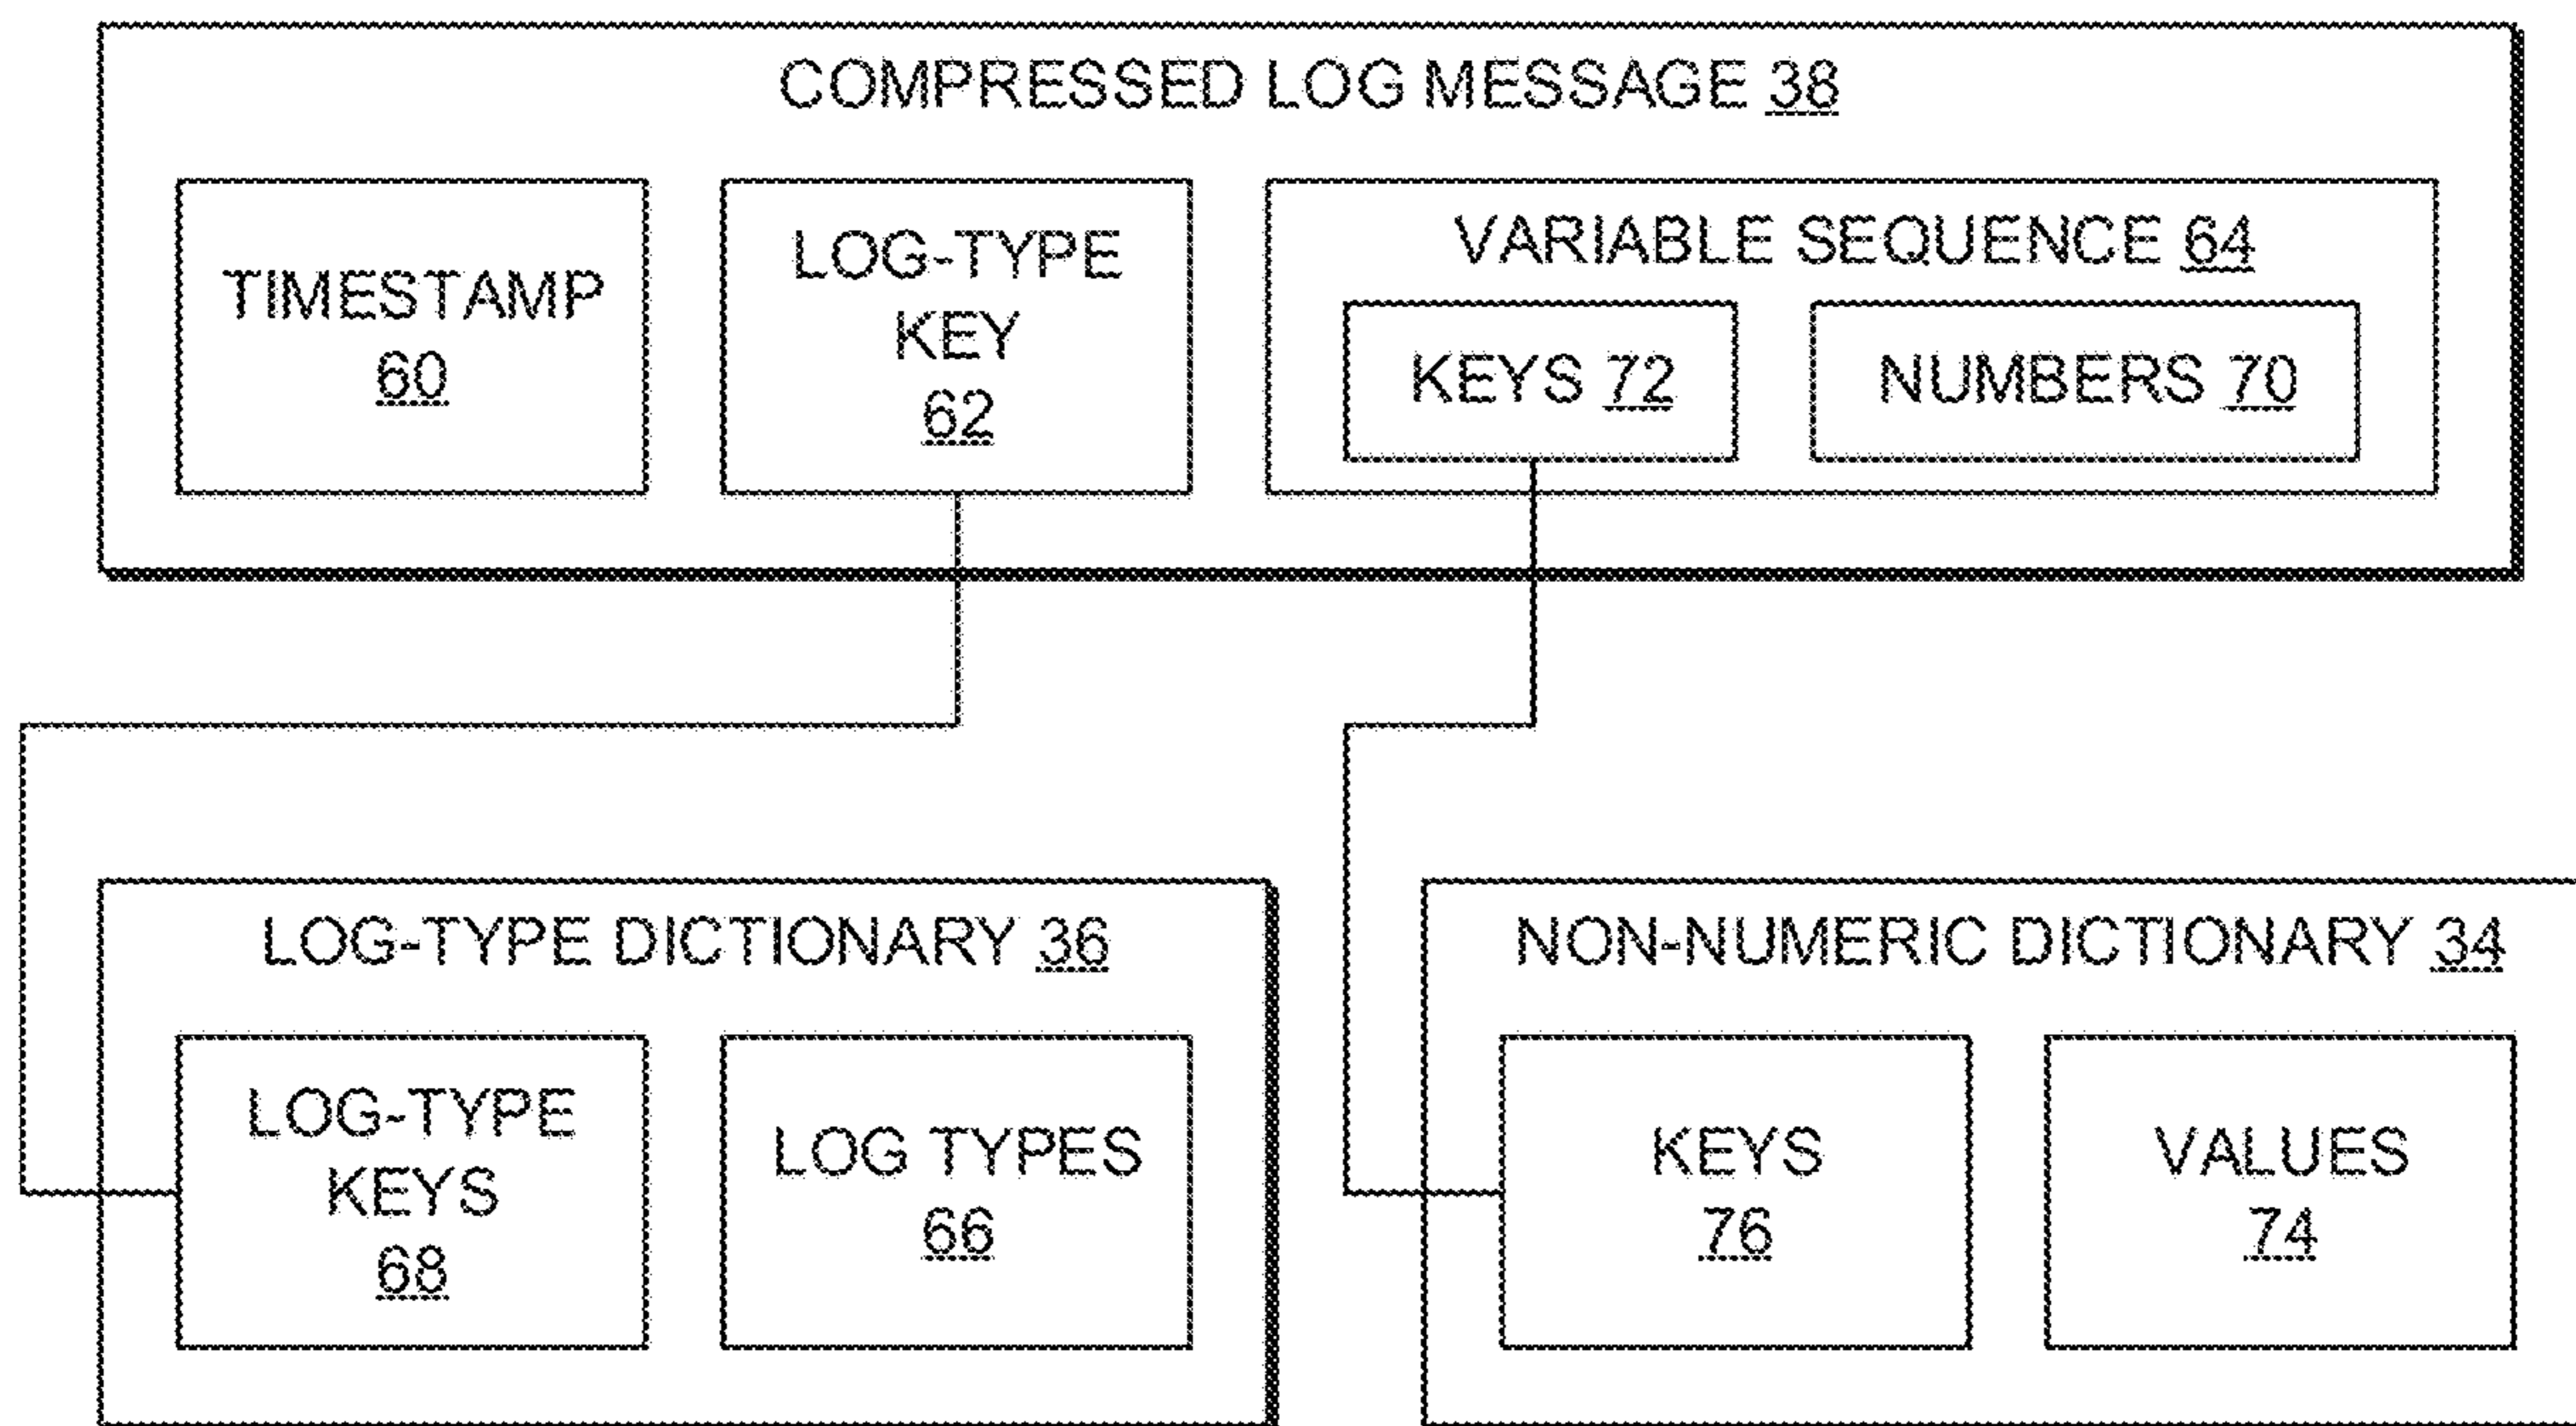 COMPRESSED LOG MESSAGE 38
TIMESTAMP
60
LOG-TYPE
KEY
62
VARIABLE SEQUENCE 64
KEYS 72
NUMBERS 70
LOG-TYPE DICTIONARY 36
LOG-TYPE
KEYS
68
LOG TYPES
66
NON-NUMERIC DICTIONARY 34
KEYS
76
VALUES
74